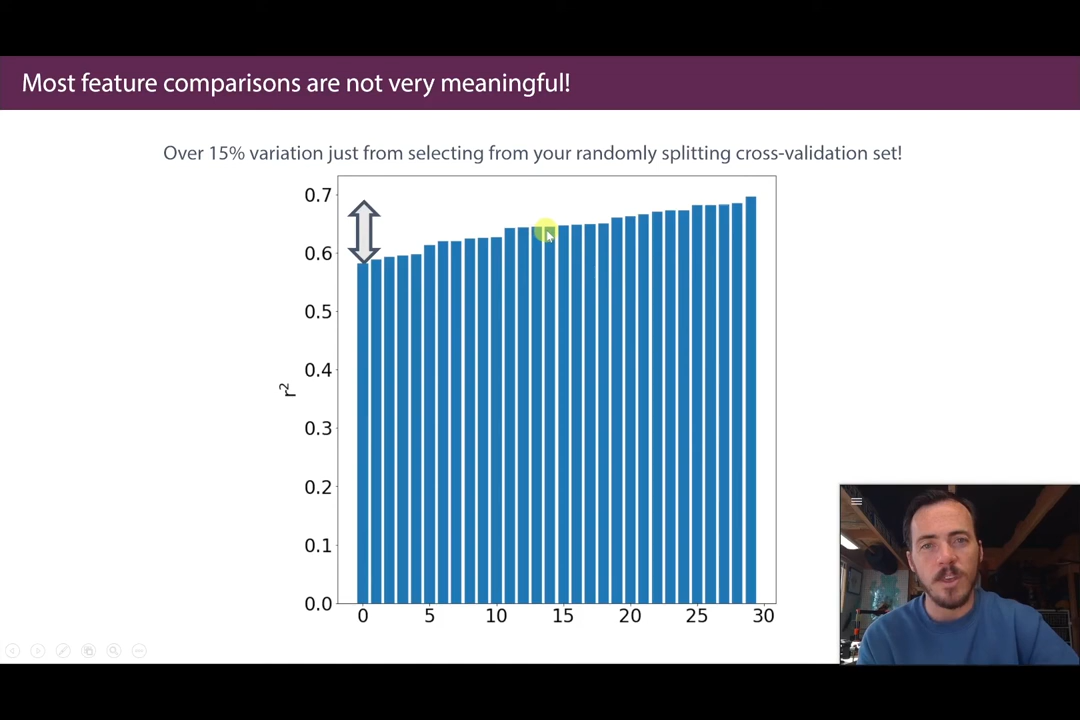 Most feature comparisons are not very meaningful!
Over 15% variation just from selecting from your randomly splitting cross-validation set!
0.7
0.6
0.5
0.4
0.3
0.2
0.1
0.0
r²
0 5 10 15 20 25 30